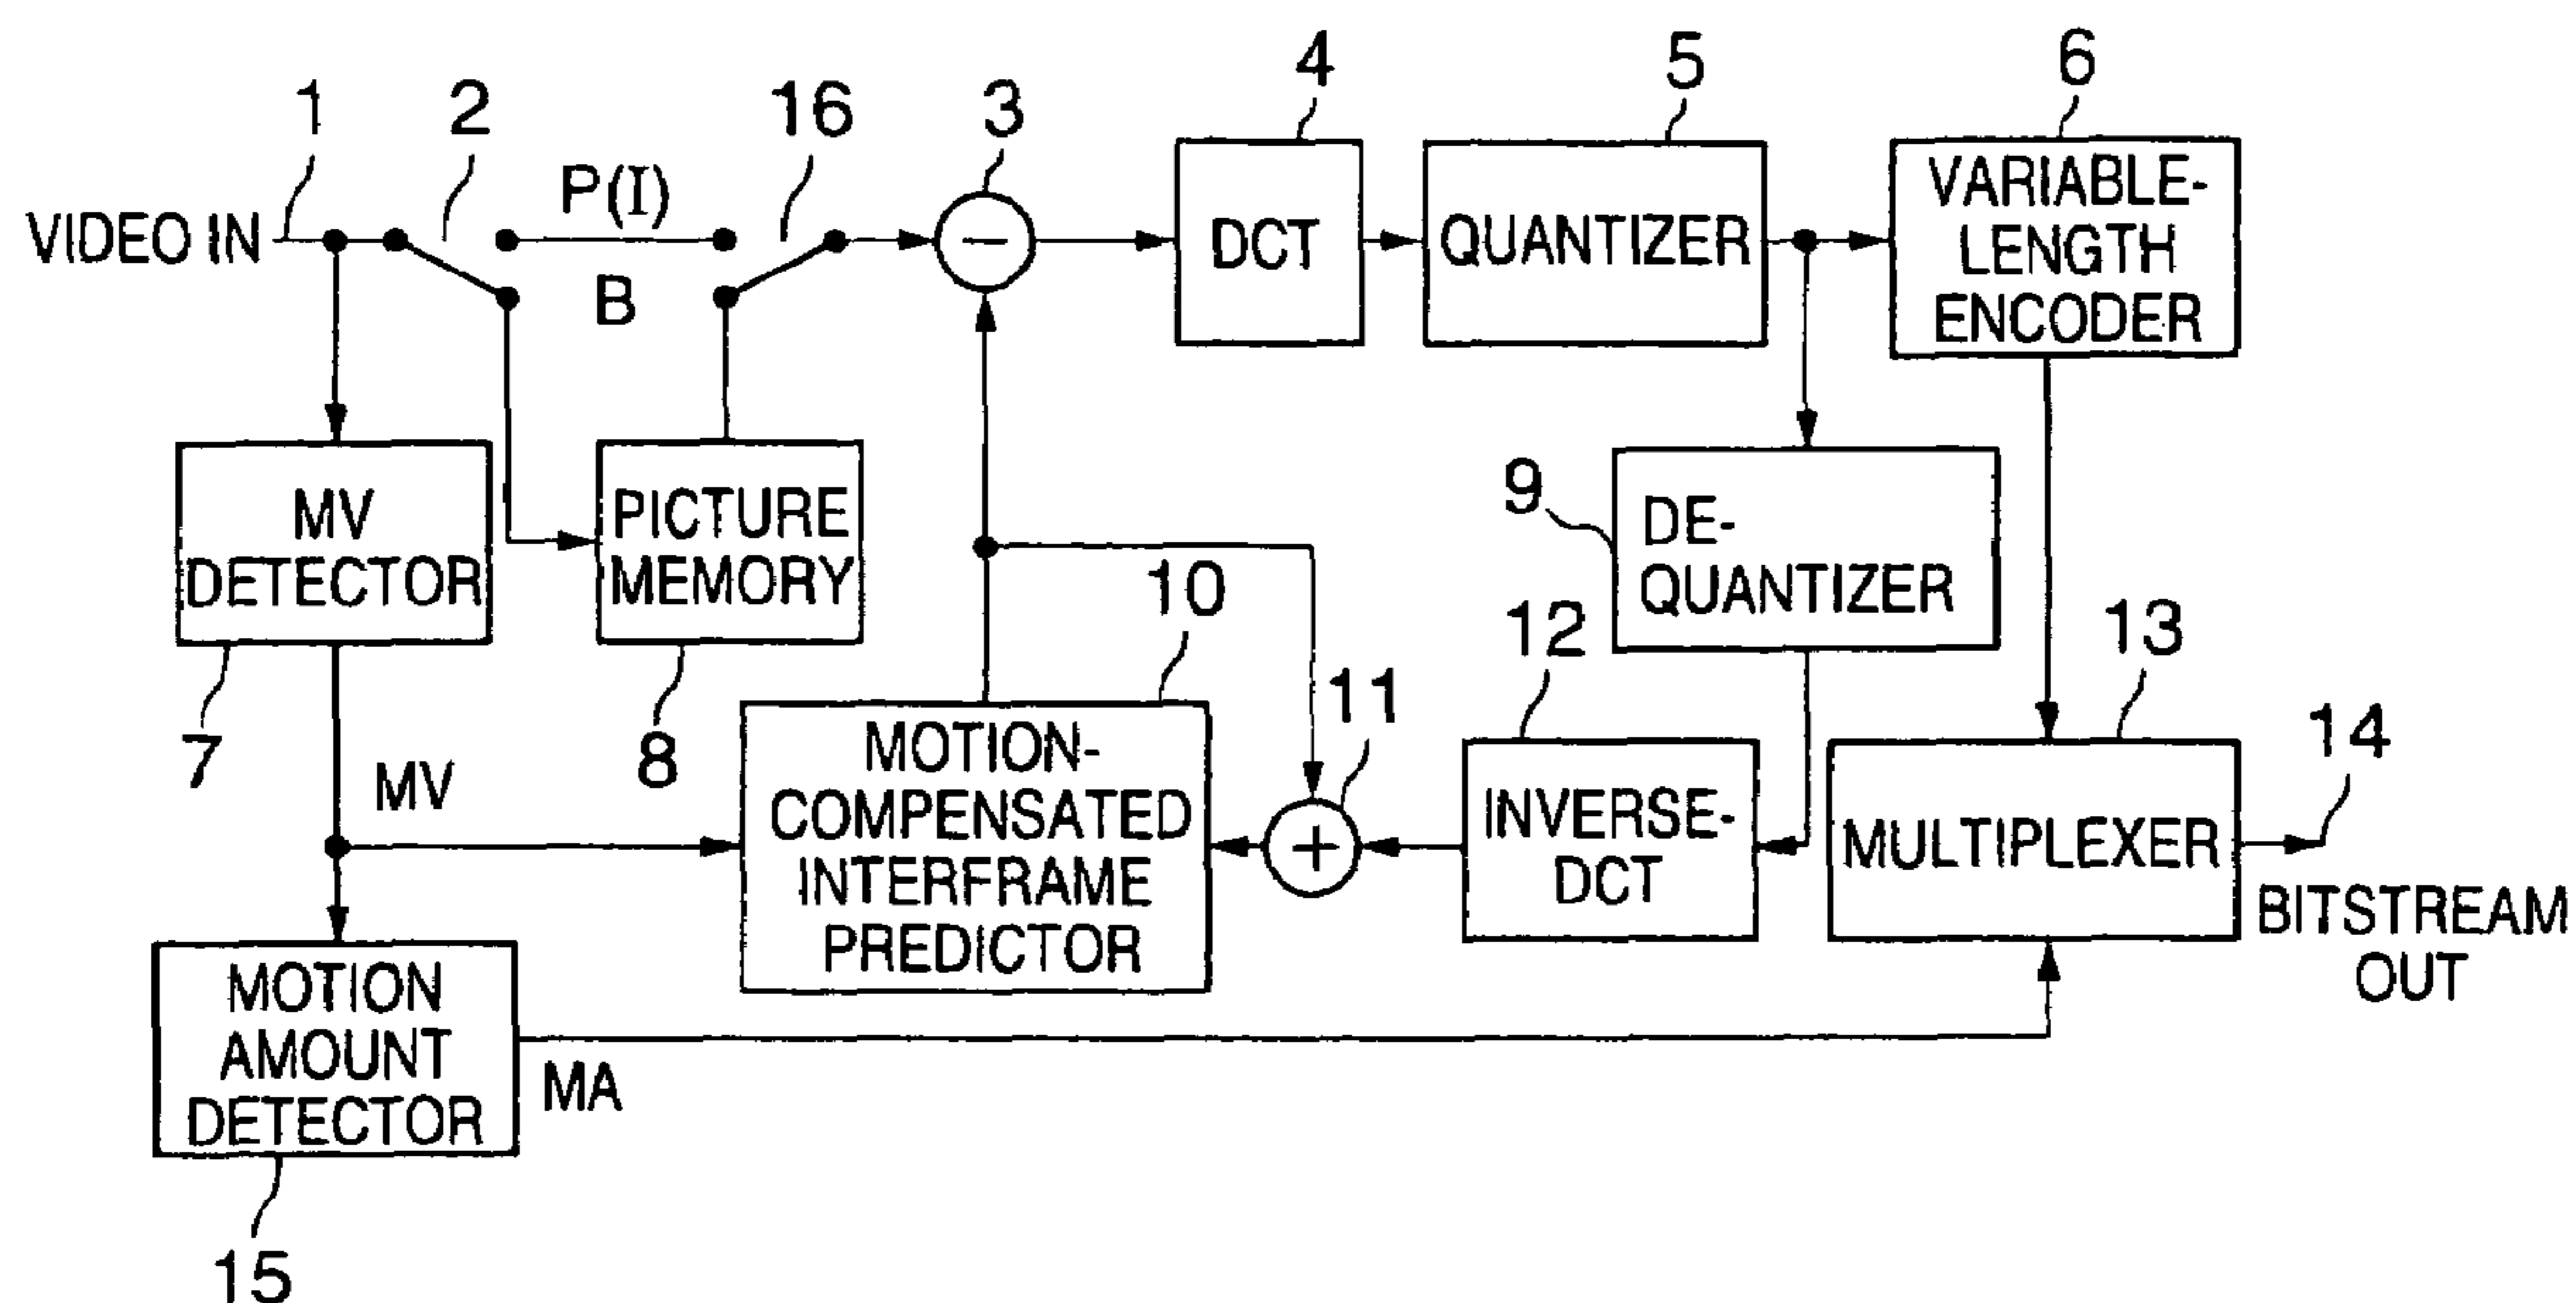 1
2
16
3
4
5
6
VIDEO IN
P(I)
B
−
DCT
QUANTIZER
VARIABLE-
LENGTH
ENCODER
MV
DETECTOR
7
PICTURE
MEMORY
8
9
DE-
QUANTIZER
10
MOTION-
COMPENSATED
INTERFRAME
PREDICTOR
11
+
12
INVERSE-
DCT
13
MULTIPLEXER
14
BITSTREAM
OUT
MV
MOTION
AMOUNT
DETECTOR
MA
15